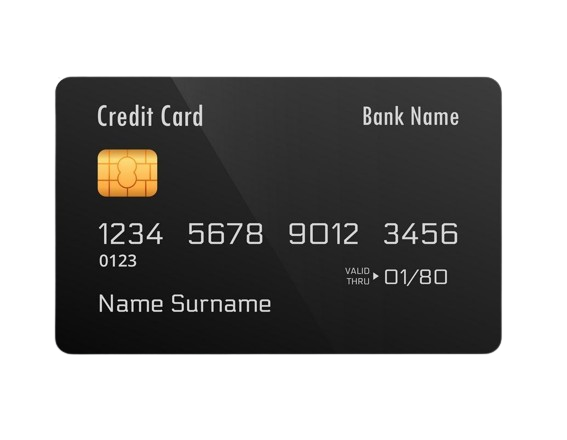 Credit Card Bank Name
1234 5678 9012 3456
0123
VALID THRU 01/80
Name Surname